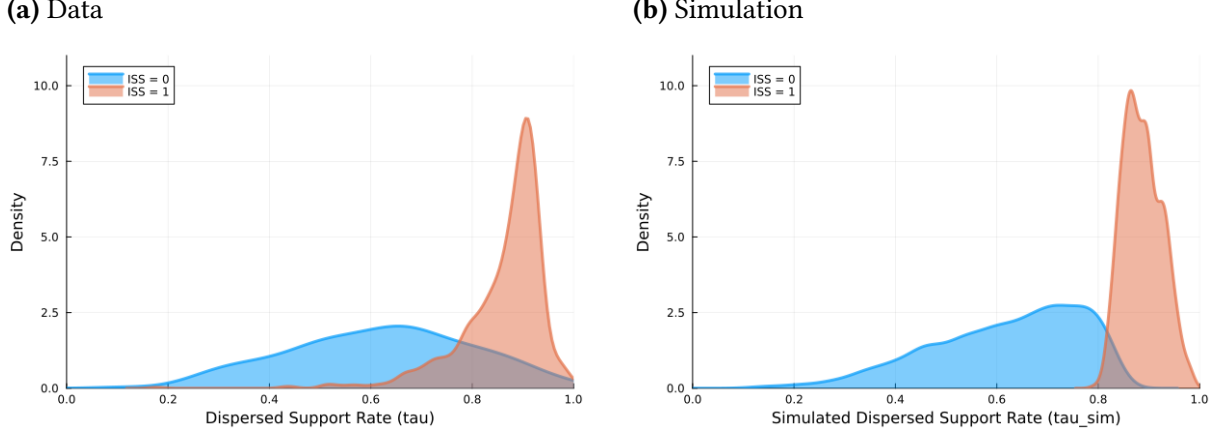 (a) Data
(b) Simulation
10.0
7.5
5.0
2.5
0.0
Density
ISS = 0
ISS = 1
0.0 0.2 0.4 0.6 0.8 1.0
Dispersed Support Rate (tau)
10.0
7.5
5.0
2.5
0.0
Density
ISS = 0
ISS = 1
0.0 0.2 0.4 0.6 0.8 1.0
Simulated Dispersed Support Rate (tau_sim)